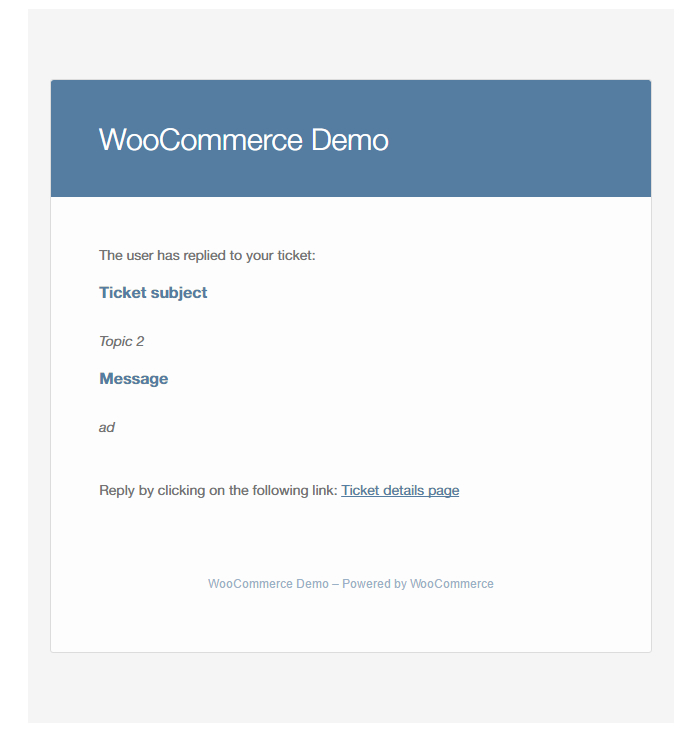 WooCommerce Demo
The user has replied to your ticket:
Ticket subject
Topic 2
Message
ad
Reply by clicking on the following link: Ticket details page
WooCommerce Demo – Powered by WooCommerce